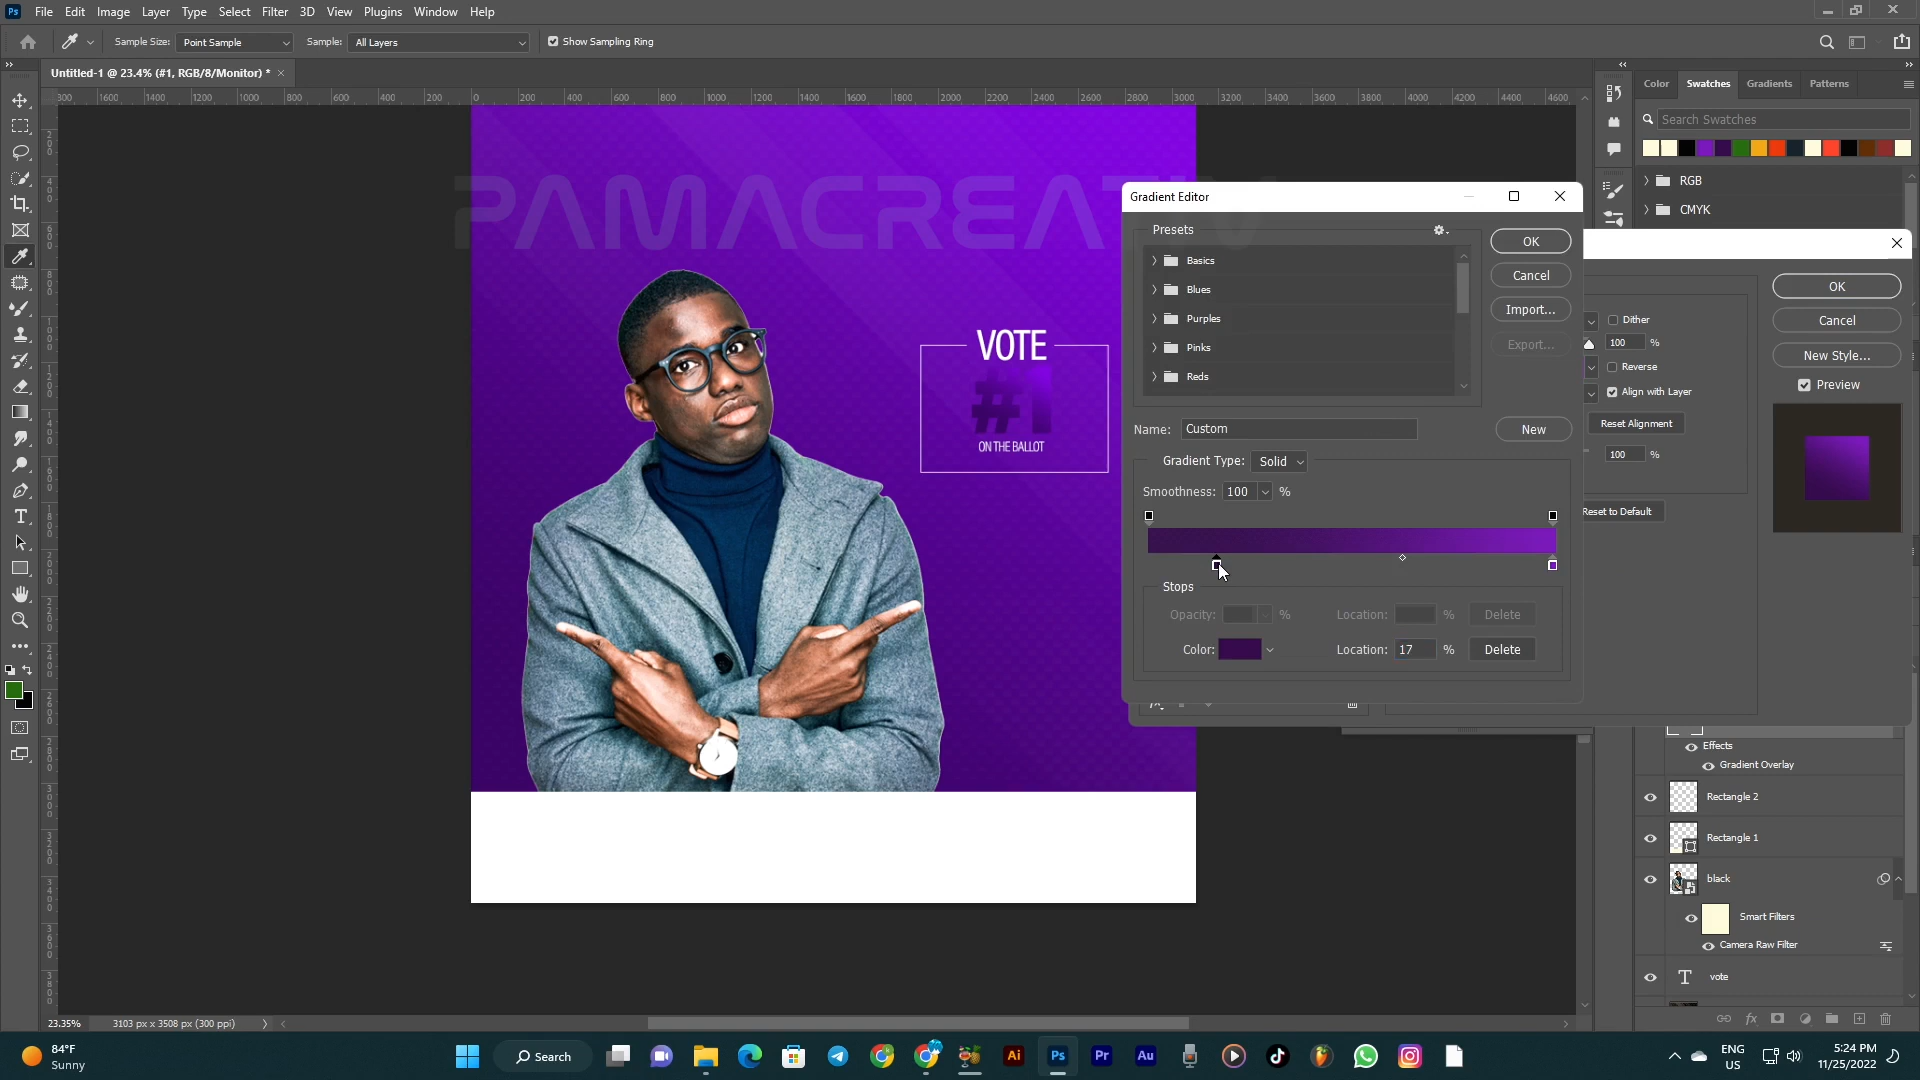 Ps File Edit Image Layer Type Select Filter 3D View Plugins Window Help
Sample Size: Point Sample Sample: All Layers Show Sampling Ring
Untitled-1 @ 23.4% (#1, RGB/8/Monitor) *
Color Swatches Gradients Patterns
Search Swatches
RGB
CMYK
PAMACREATIV
VOTE
#1
ON THE BALLOT
Gradient Editor
Presets
Basics
Blues
Purples
Pinks
Reds
OK
Cancel
Import...
Export...
Name: Custom New
Gradient Type: Solid
Smoothness: 100 %
Stops
Opacity: % Location: % Delete
Color: Location: 17 % Delete
OK
Cancel
New Style...
Preview
Dither
100 %
Reverse
Align with Layer
Reset Alignment
100 %
Reset to Default
Effects
Gradient Overlay
Rectangle 2
Rectangle 1
black
Smart Filters
Camera Raw Filter
T vote
23.35% 3103 px x 3508 px (300 ppi)
84°F
Sunny
Search
Ai Ps Pr Au
ENG
US
5:24 PM
11/25/2022